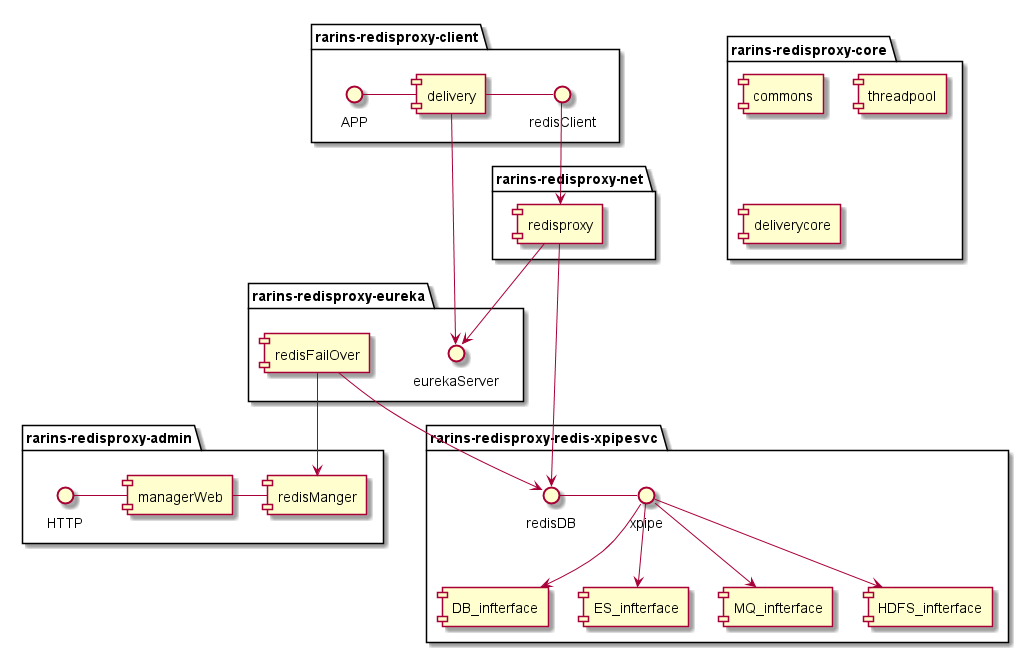 rarins-redisproxy-client
APP
delivery
redisClient
rarins-redisproxy-core
commons
threadpool
deliverycore
rarins-redisproxy-net
redisproxy
rarins-redisproxy-eureka
redisFailOver
eurekaServer
rarins-redisproxy-admin
HTTP
managerWeb
redisManger
rarins-redisproxy-redis-xpipesvc
redisDB
xpipe
DB_infterface
ES_infterface
MQ_infterface
HDFS_infterface